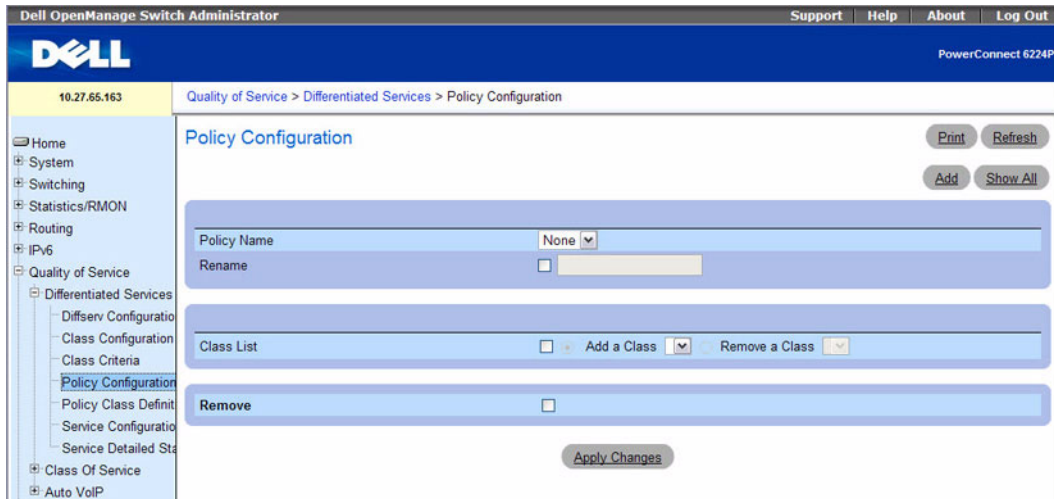 Dell OpenManage Switch Administrator
Support Help About Log Out
DELL
PowerConnect 6224P
10.27.65.163
Quality of Service > Differentiated Services > Policy Configuration
Home
System
Switching
Statistics/RMON
Routing
IPv6
Quality of Service
Differentiated Services
Diffserv Configuratio
Class Configuration
Class Criteria
Policy Configuration
Policy Class Definit
Service Configuratio
Service Detailed Sta
Class Of Service
Auto VoIP
Policy Configuration
Print Refresh
Add Show All
Policy Name None
Rename
Class List Add a Class Remove a Class
Remove
Apply Changes